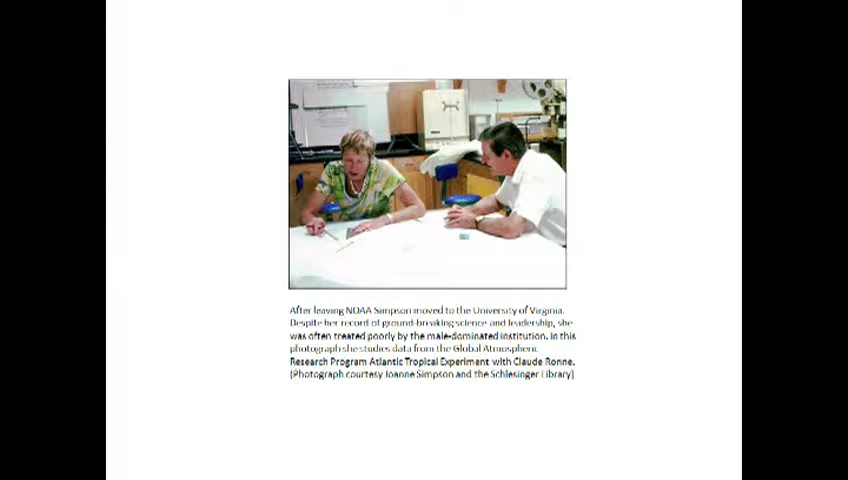 After leaving NOAA Simpson moved to the University of Virginia.
Despite her record of ground-breaking science and leadership, she
was often treated poorly by the male-dominated institution. In this
photograph she studies data from the Global Atmospheric
Research Program Atlantic Tropical Experiment with Claude Ronne.
(Photograph courtesy Joanne Simpson and the Schlesinger Library)